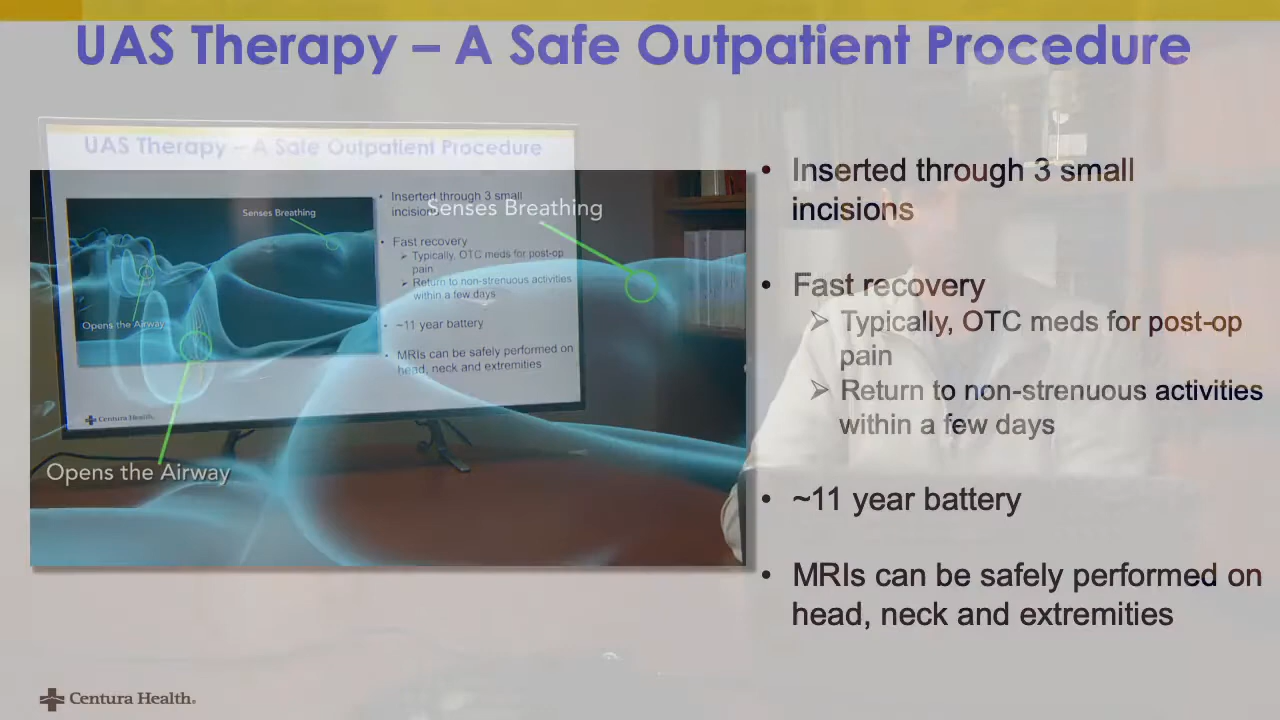 UAS Therapy – A Safe Outpatient Procedure
UAS Therapy – A Safe Outpatient Procedure
Senses Breathing
Opens the Airway
• Inserted through 3 small
incisions
• Fast recovery
➢ Typically, OTC meds for post-op
pain
➢ Return to non-strenuous activities
within a few days
• ~11 year battery
• MRIs can be safely performed on
head, neck and extremities
Centura Health.
Senses Breathing
Opens the Airway
• Inserted through 3 small
incisions
• Fast recovery
➢ Typically, OTC meds for post-op
pain
➢ Return to non-strenuous activities
within a few days
• ~11 year battery
• MRIs can be safely performed on
head, neck and extremities
Centura Health.